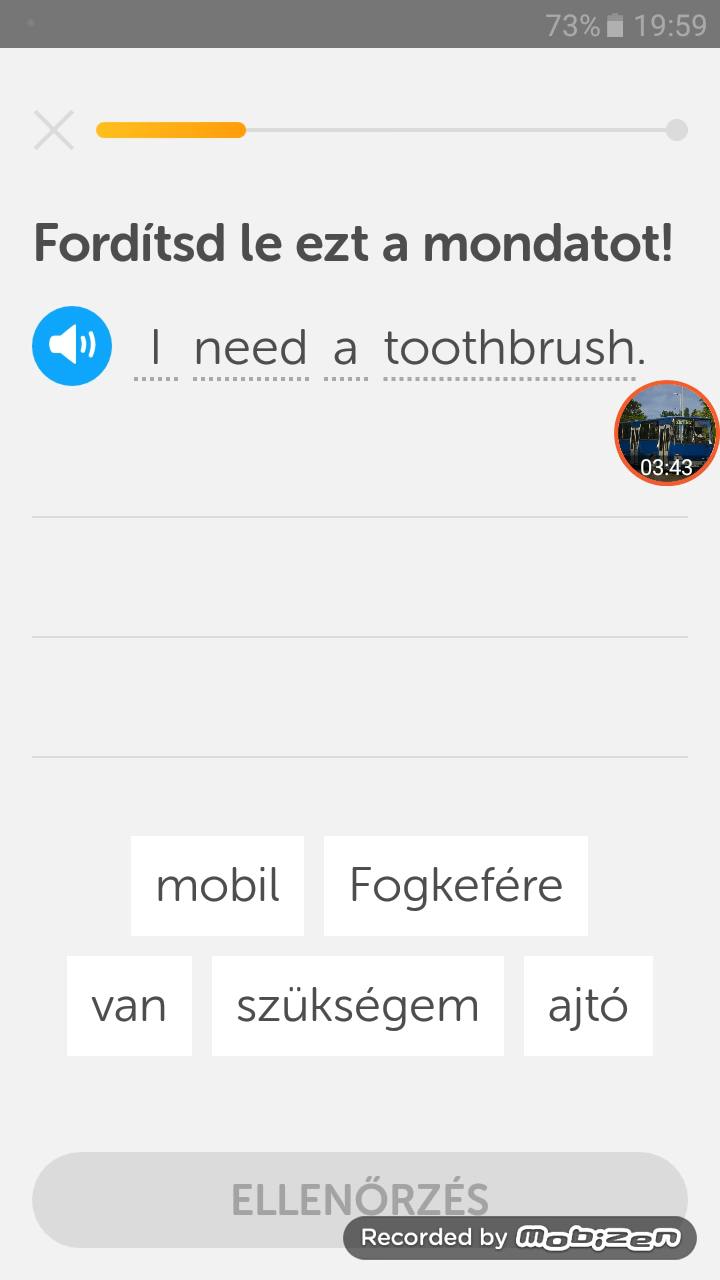 73% 19:59
Fordítsd le ezt a mondatot!
I need a toothbrush.
03:43
mobil Fogkefére
van szükségem ajtó
ELLENŐRZÉS
Recorded by mobizen